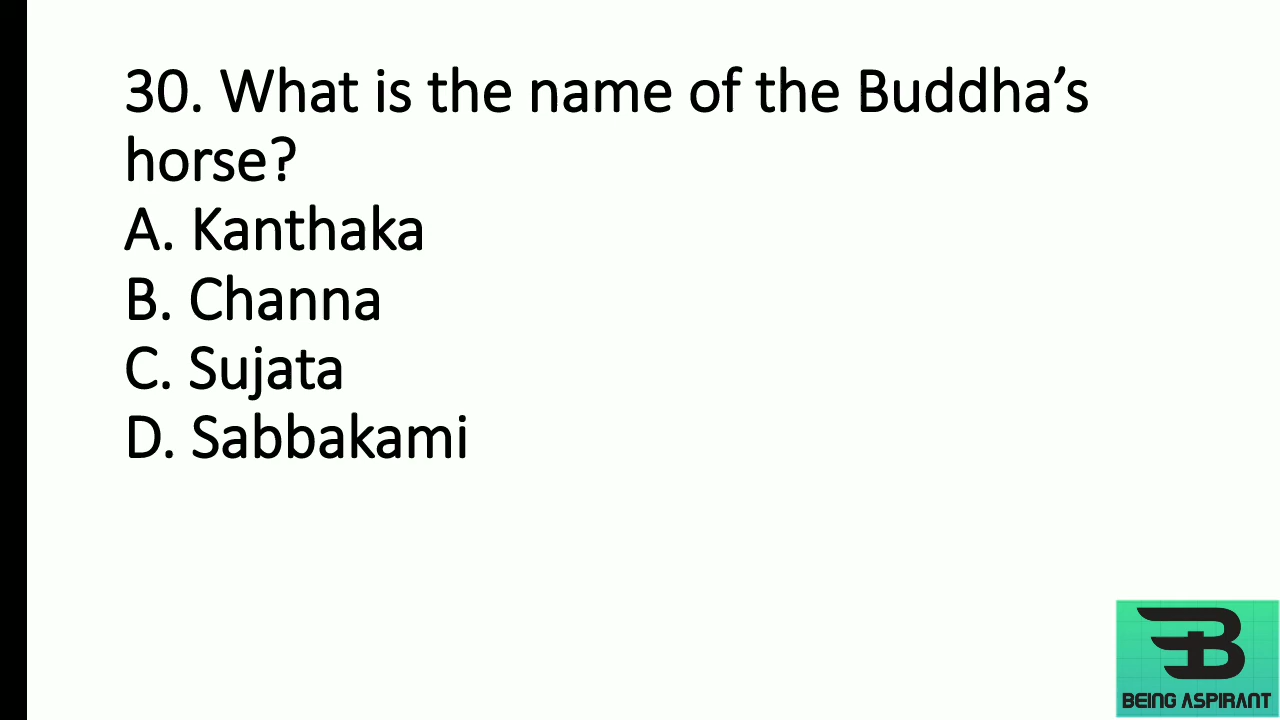 30. What is the name of the Buddha’s
horse?
A. Kanthaka
B. Channa
C. Sujata
D. Sabbakami
BEING ASPIRANT